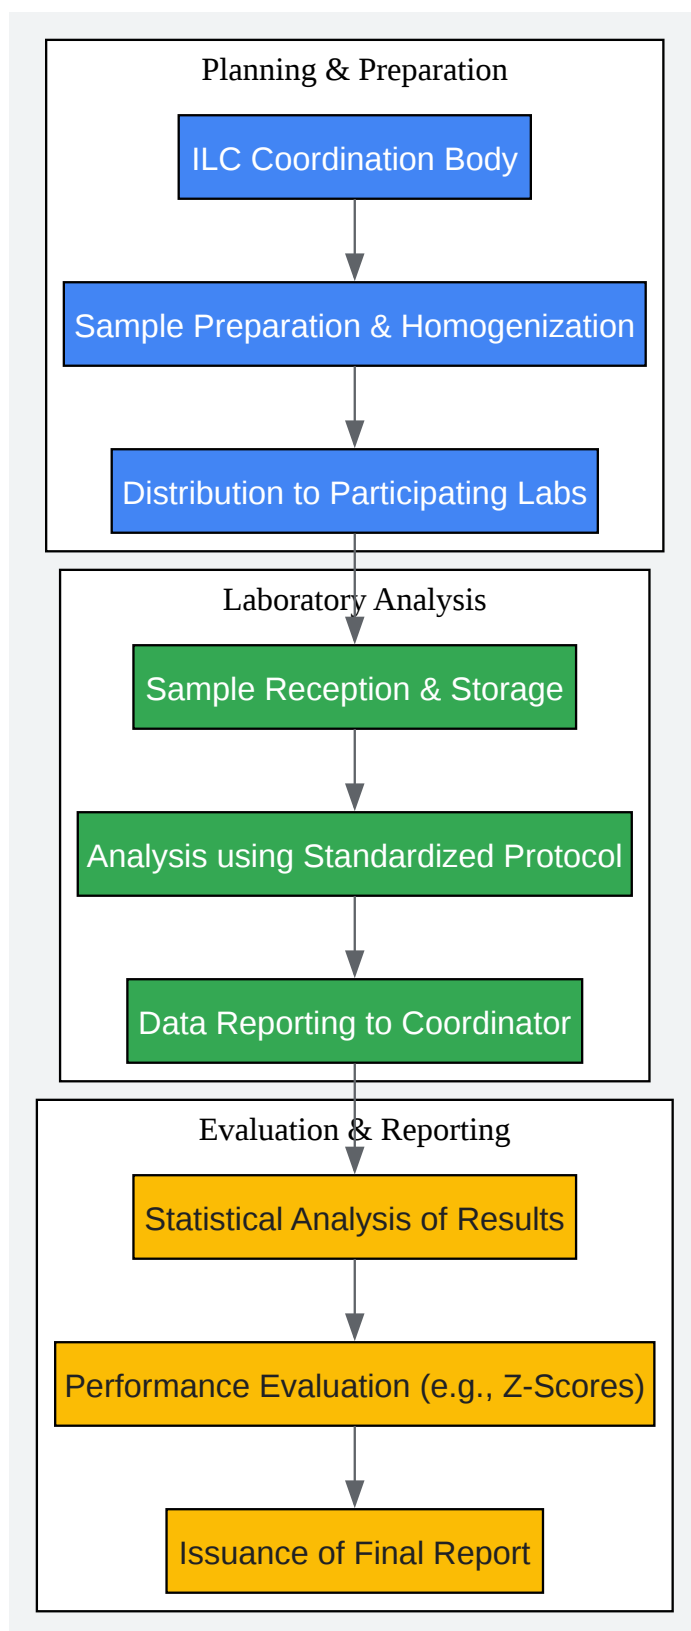 Planning & Preparation
ILC Coordination Body
Sample Preparation & Homogenization
Distribution to Participating Labs
Laboratory Analysis
Sample Reception & Storage
Analysis using Standardized Protocol
Data Reporting to Coordinator
Evaluation & Reporting
Statistical Analysis of Results
Performance Evaluation (e.g., Z-Scores)
Issuance of Final Report